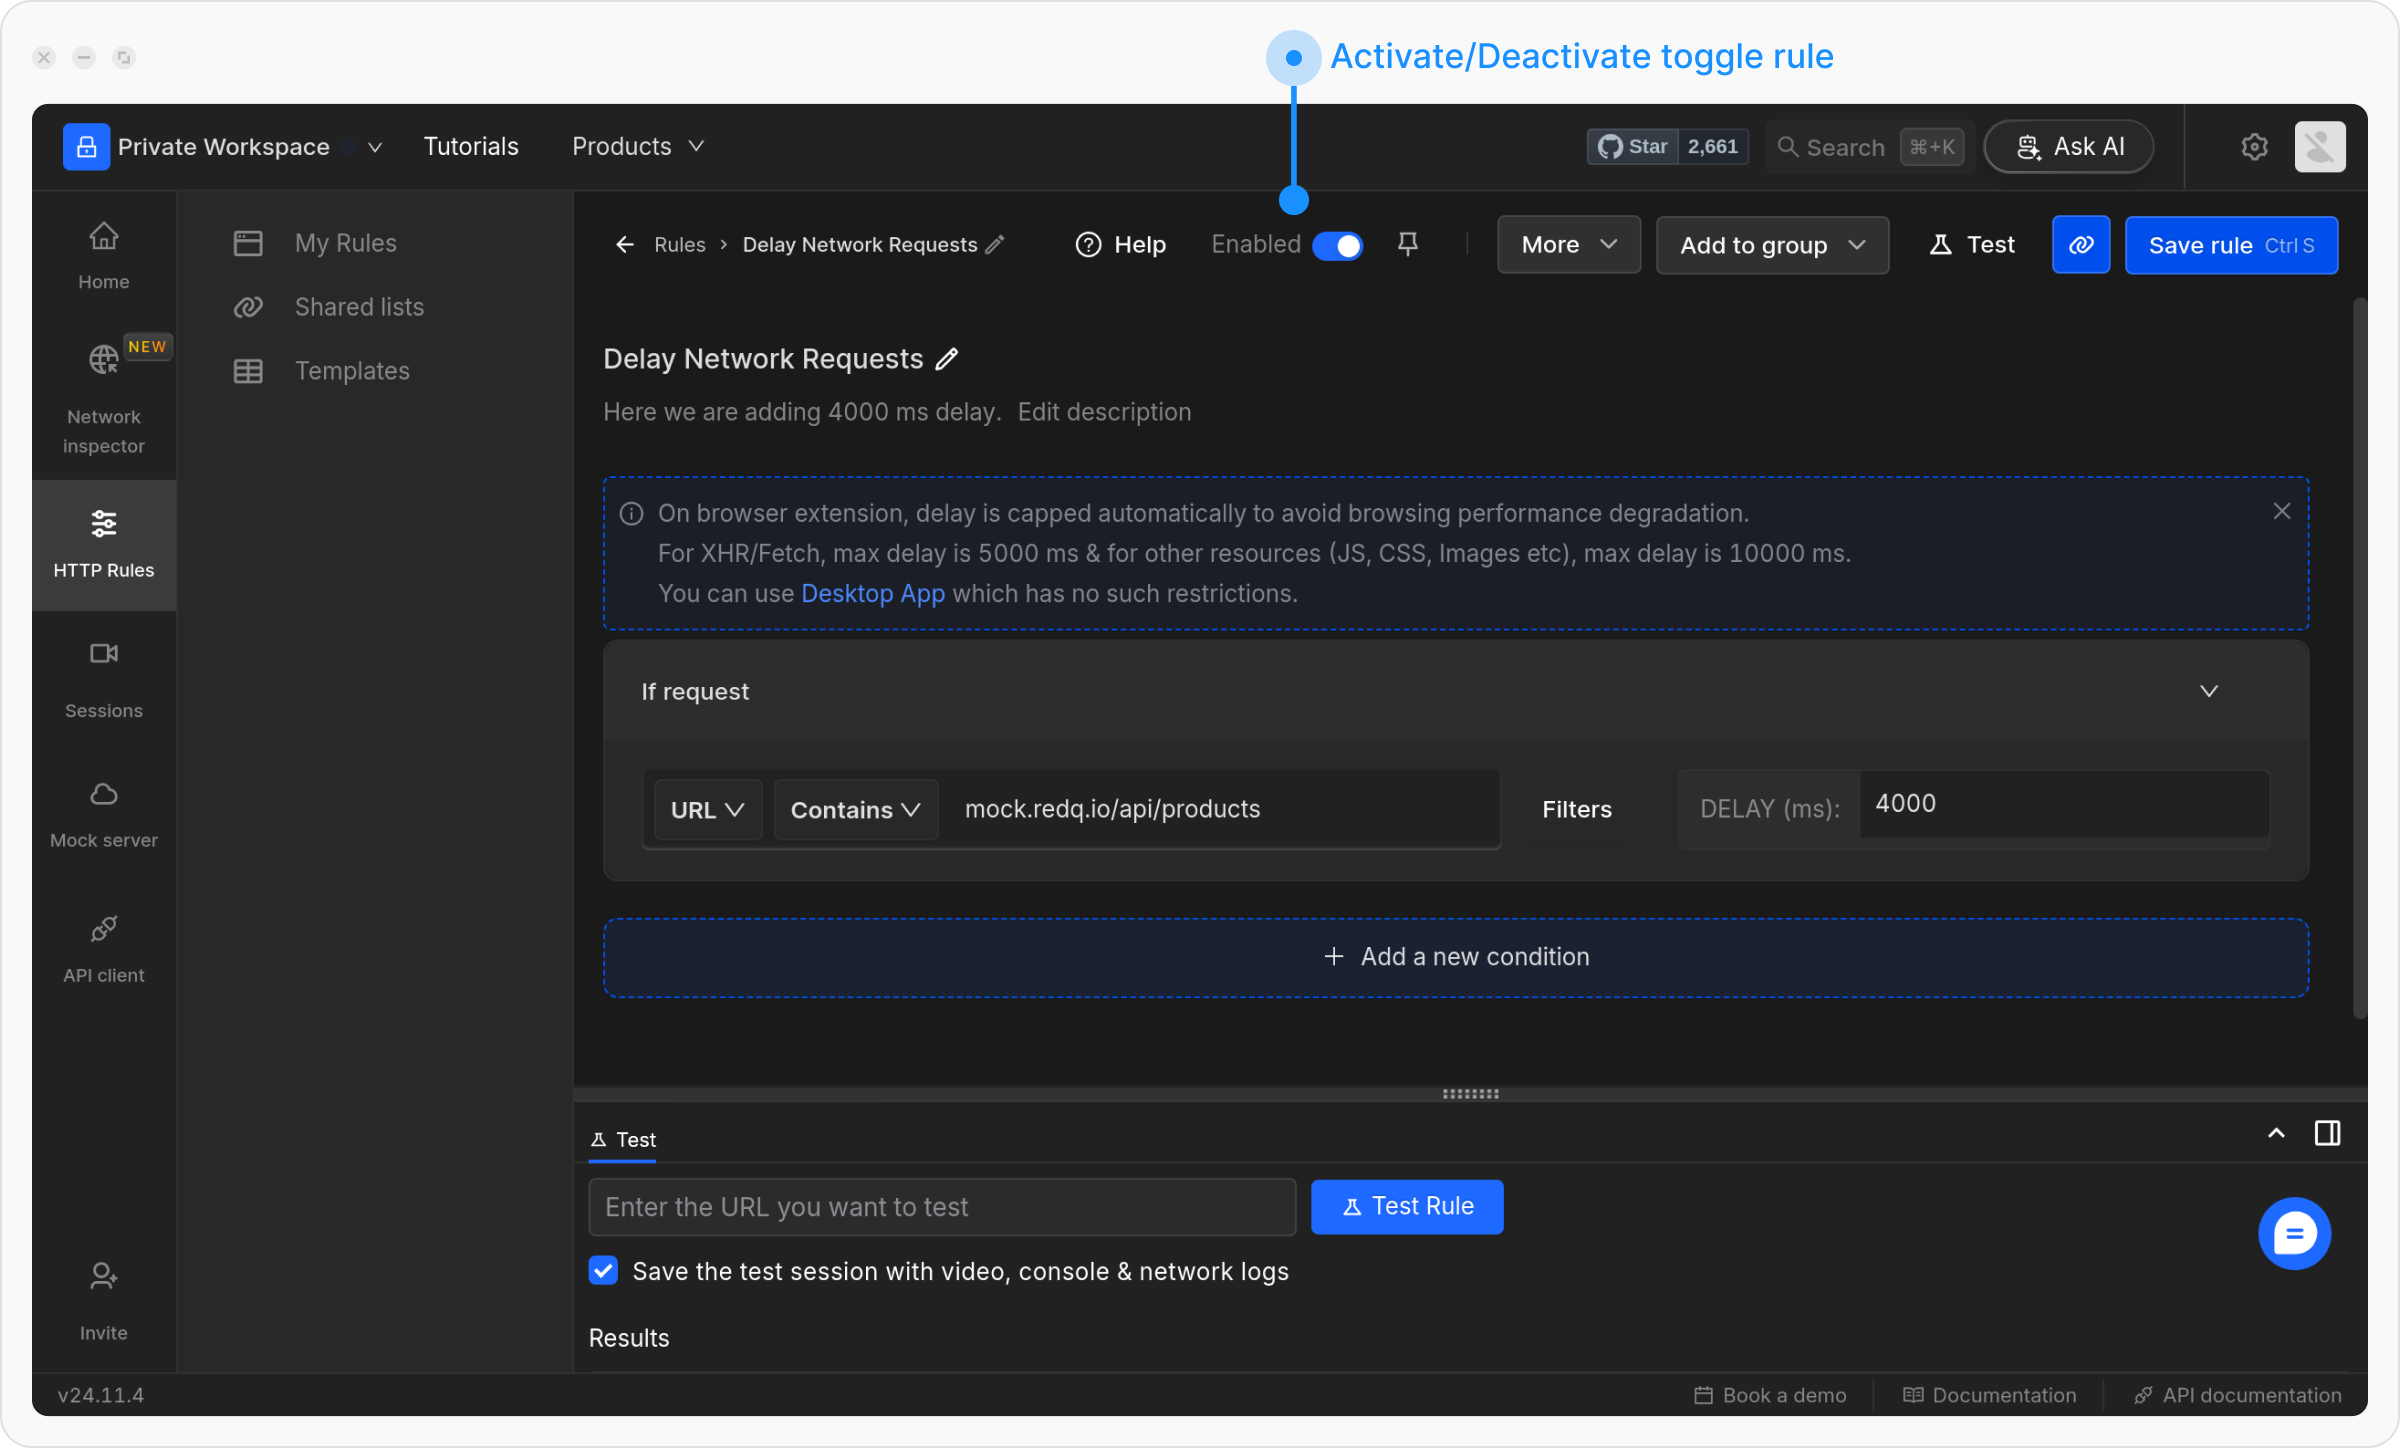 Activate/Deactivate toggle rule
Private Workspace
Tutorials
Products
Star 2,661
Search ⌘+K
Ask AI
Home
NEW
Network
inspector
HTTP Rules
Sessions
Mock server
API client
Invite
My Rules
Shared lists
Templates
Rules > Delay Network Requests
Help
Enabled
More
Add to group
Test
Save rule Ctrl S
Delay Network Requests
Here we are adding 4000 ms delay. Edit description
On browser extension, delay is capped automatically to avoid browsing performance degradation.
For XHR/Fetch, max delay is 5000 ms & for other resources (JS, CSS, Images etc), max delay is 10000 ms.
You can use Desktop App which has no such restrictions.
If request
URL
Contains
mock.redq.io/api/products
Filters
DELAY (ms):
4000
+ Add a new condition
Test
Enter the URL you want to test
Test Rule
Save the test session with video, console & network logs
Results
v24.11.4
Book a demo
Documentation
API documentation